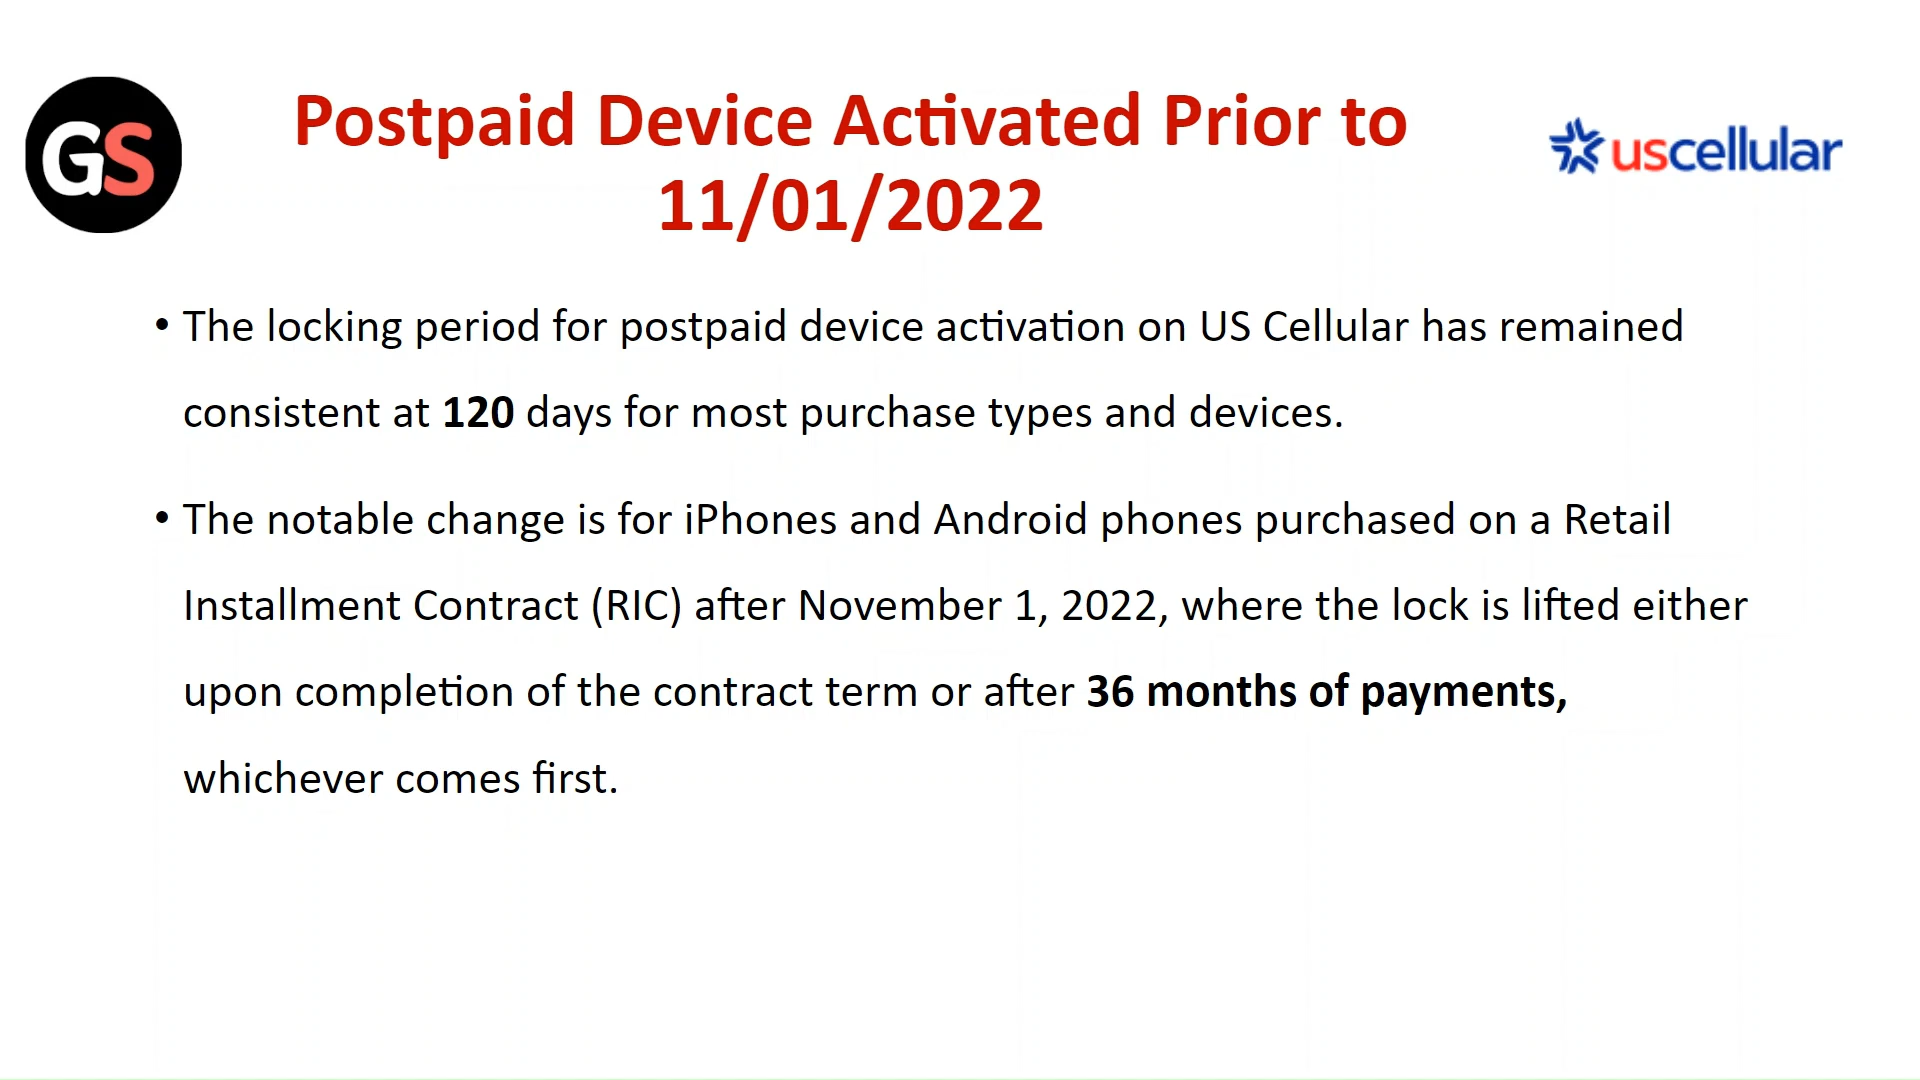 GS
Postpaid Device Activated Prior to
11/01/2022
uscellular
• The locking period for postpaid device activation on US Cellular has remained
consistent at 120 days for most purchase types and devices.
• The notable change is for iPhones and Android phones purchased on a Retail
Installment Contract (RIC) after November 1, 2022, where the lock is lifted either
upon completion of the contract term or after 36 months of payments,
whichever comes first.